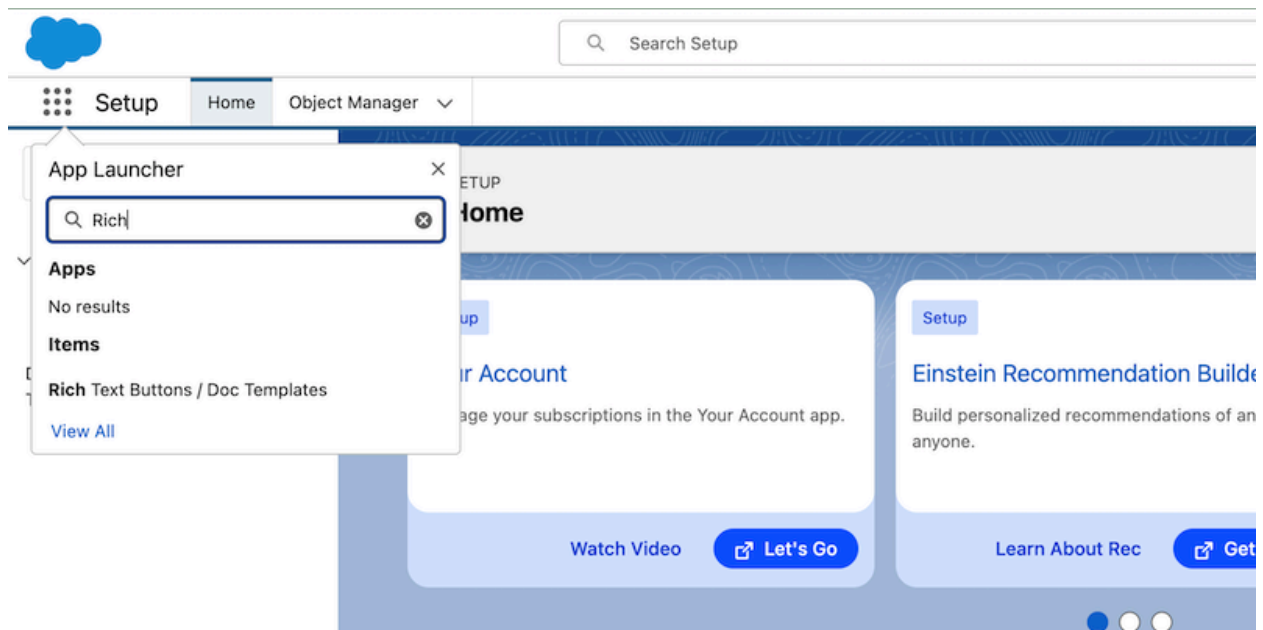 Search Setup
Setup
Home
Object Manager
App Launcher
Rich
Apps
No results
Items
Rich Text Buttons / Doc Templates
View All
ETUP
Home
up
ur Account
age your subscriptions in the Your Account app.
Watch Video
Let's Go
Setup
Einstein Recommendation Builde
Build personalized recommendations of an
anyone.
Learn About Rec
Get